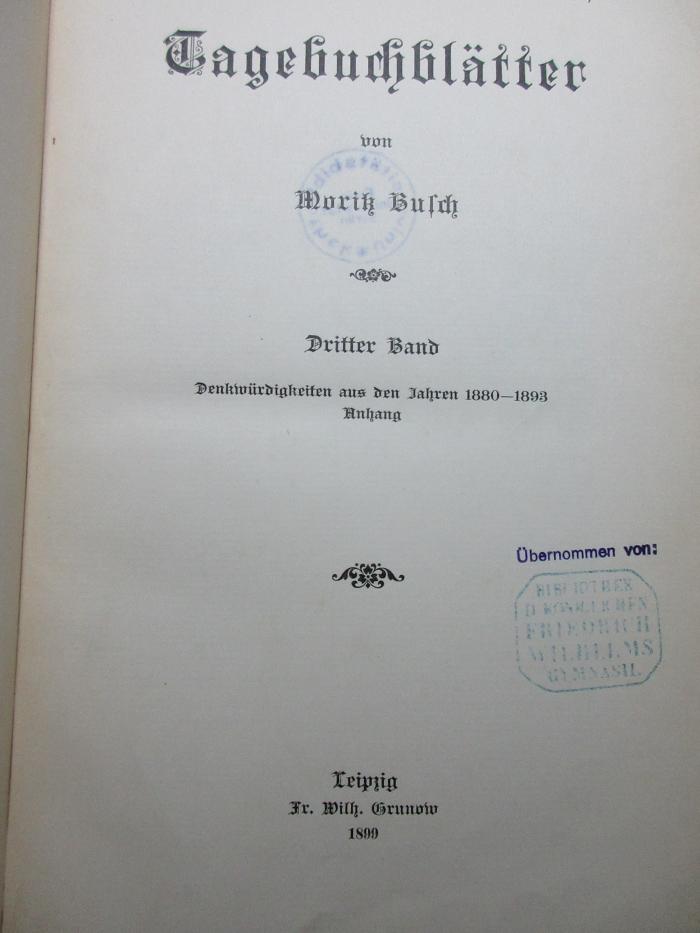 Tagebuchblätter
von
Moritz Busch
Dritter Band
Denkwürdigkeiten aus den Jahren 1880—1893
Anhang
Übernommen von:
BIBLIOTHEK
D. KÖNIGLICHEN
FRIEDRICH
WILHELMS
GYMNASII.
Leipzig
Fr. Wilh. Grunow
1899